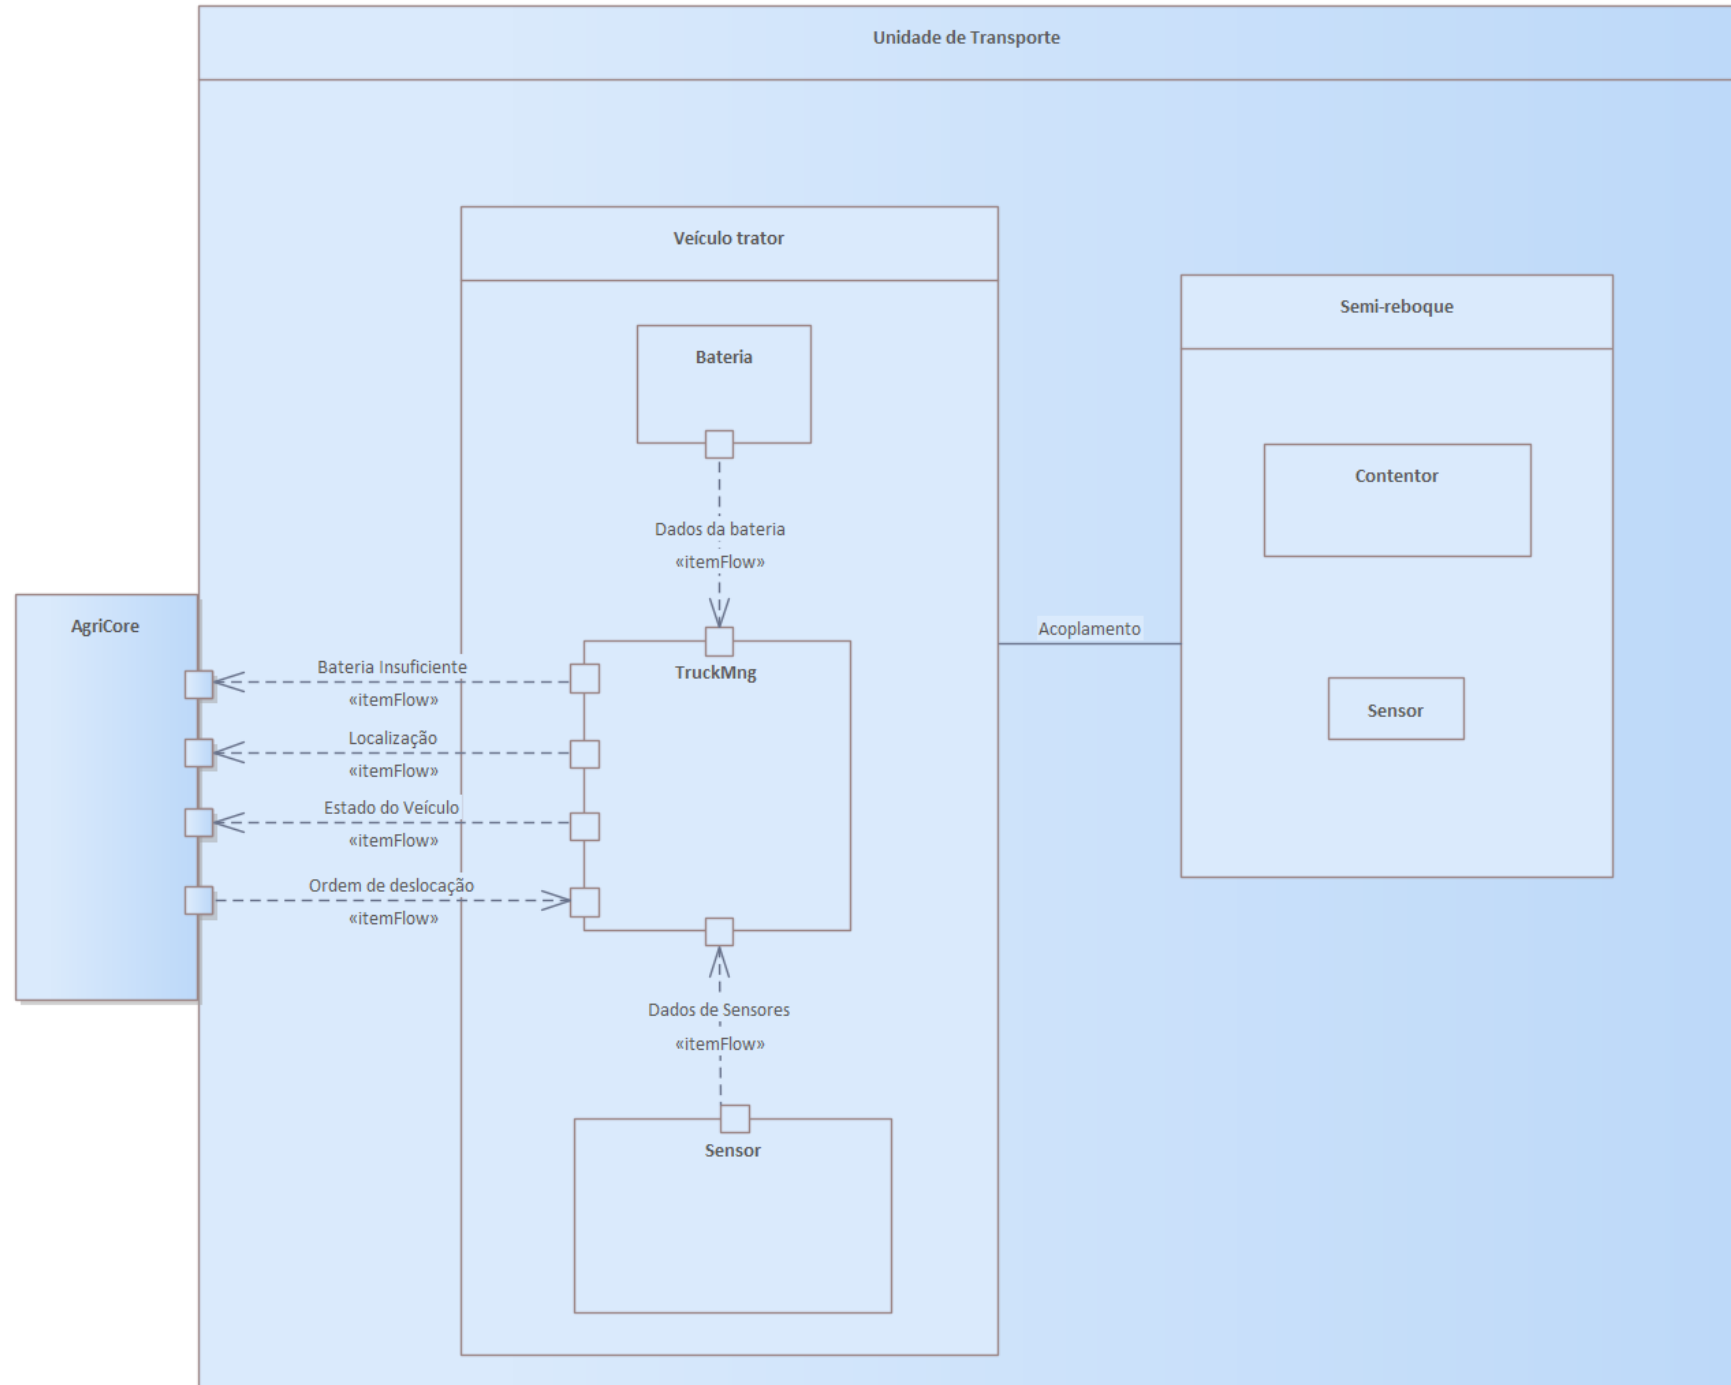 Unidade de Transporte
Veículo trator
Semi-reboque
Bateria
Contentor
Dados da bateria
«itemFlow»
AgriCore
Acoplamento
Bateria Insuficiente
«itemFlow»
TruckMng
Sensor
Localização
«itemFlow»
Estado do Veículo
«itemFlow»
Ordem de deslocação
«itemFlow»
Dados de Sensores
«itemFlow»
Sensor